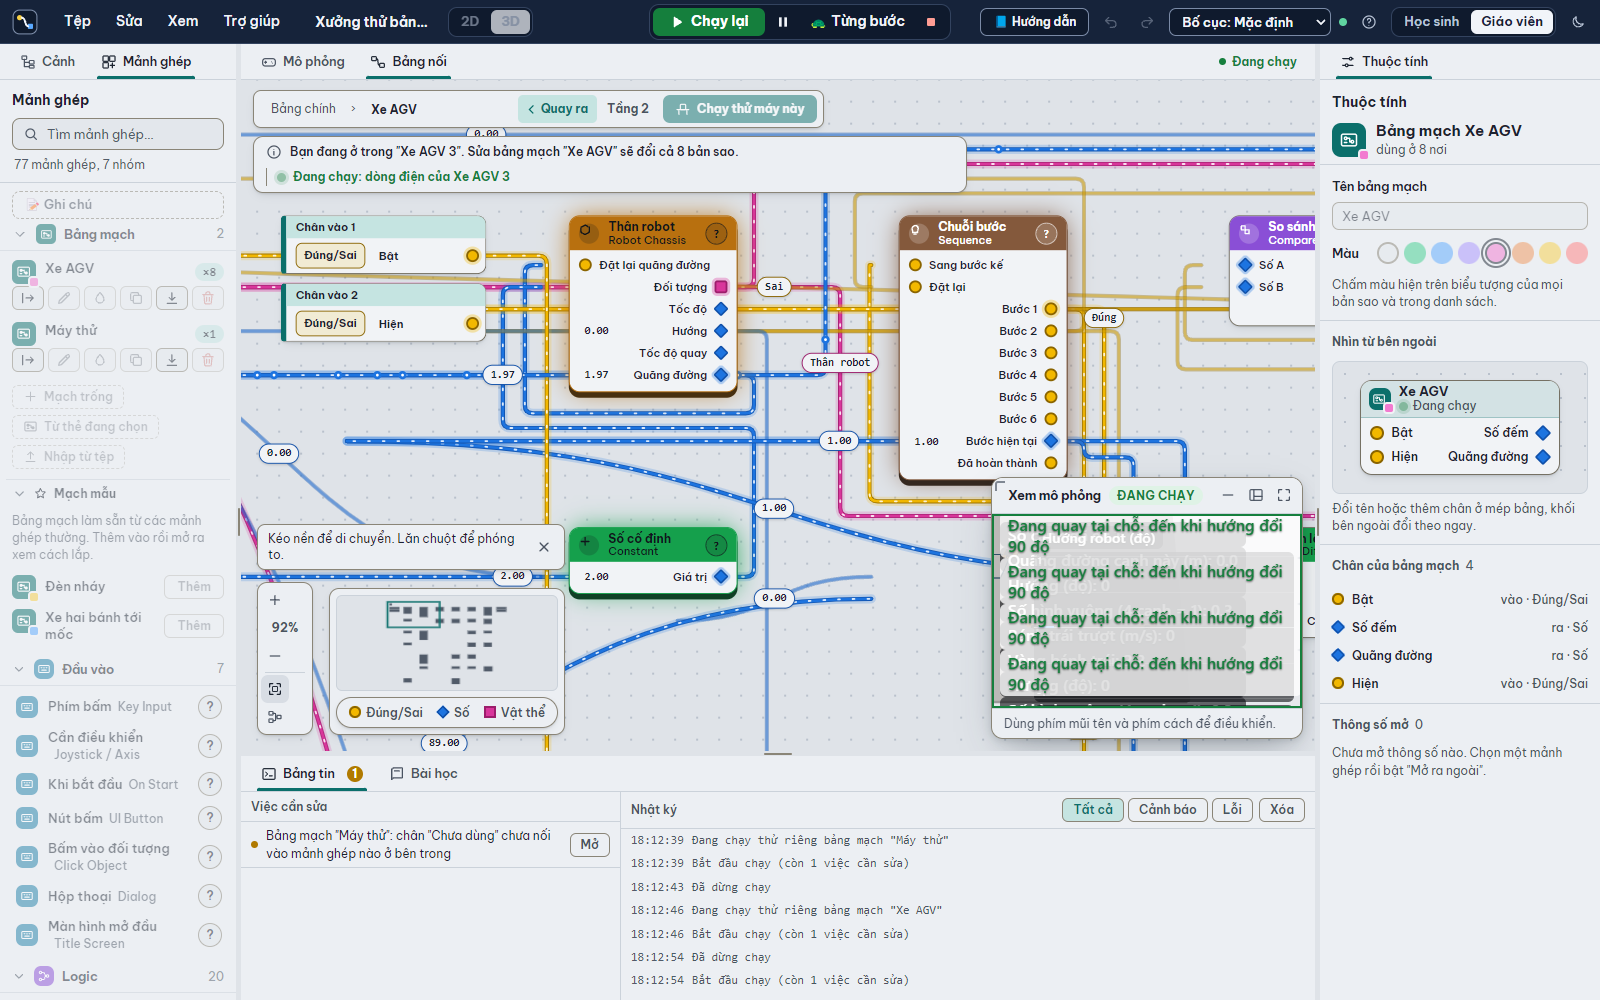 Tệp Sửa Xem Trợ giúp Xưởng thử bản... 2D 3D Chạy lại Từng bước Hướng dẫn Bố cục: Mặc định Học sinh Giáo viên
Cảnh Mảnh ghép
Mảnh ghép
Tìm mảnh ghép...
77 mảnh ghép, 7 nhóm
Ghi chú
Bảng mạch 2
Xe AGV ×8
Máy thử ×1
Mạch trống
Từ thẻ đang chọn
Nhập từ tệp
Mạch mẫu
Bảng mạch làm sẵn từ các mảnh
ghép thường. Thêm vào rồi mở ra
xem cách lắp.
Đèn nháy Thêm
Xe hai bánh tới
mốc Thêm
Đầu vào 7
Phím bấm Key Input ?
Cần điều khiển
Joystick / Axis ?
Khi bắt đầu On Start ?
Nút bấm UI Button ?
Bấm vào đối tượng
Click Object ?
Hộp thoại Dialog ?
Màn hình mở đầu
Title Screen ?
Logic 20
Mô phỏng Bảng nối Đang chạy
Bảng chính › Xe AGV Quay ra Tầng 2 Chạy thử máy này
0.00
Bạn đang ở trong "Xe AGV 3". Sửa bảng mạch "Xe AGV" sẽ đổi cả 8 bản sao.
Đang chạy: dòng điện của Xe AGV 3
Chân vào 1
Đúng/Sai Bật
Chân vào 2
Đúng/Sai Hiện
Thân robot
Robot Chassis ?
Đặt lại quãng đường
Đối tượng
Tốc độ
0.00 Hướng
Tốc độ quay
1.97 Quãng đường
Sai
Thân robot
1.97
Chuỗi bước
Sequence ?
Sang bước kế
Đặt lại
Bước 1
Bước 2
Bước 3
Bước 4
Bước 5
Bước 6
1.00 Bước hiện tại
Đã hoàn thành
Đúng
So sánh
Compare
Số A
Số B
1.00
0.00
1.00
Kéo nền để di chuyển. Lăn chuột để phóng
to.
2.00
Số cố định
Constant ?
2.00 Giá trị
0.00
92%
Đúng/Sai Số Vật thể
89.00
Xem mô phỏng ĐANG CHẠY
Đang quay tại chỗ: đến khi hướng đổi
90 độ
Đang quay tại chỗ: đến khi hướng đổi
90 độ
Đang quay tại chỗ: đến khi hướng đổi
90 độ
Đang quay tại chỗ: đến khi hướng đổi
90 độ
Dùng phím mũi tên và phím cách để điều khiển.
Bảng tin 1 Bài học
Việc cần sửa
Bảng mạch "Máy thử": chân "Chưa dùng" chưa nối
vào mảnh ghép nào ở bên trong Mở
Nhật ký Tất cả Cảnh báo Lỗi Xóa
18:12:39 Đang chạy thử riêng bảng mạch "Máy thử"
18:12:39 Bắt đầu chạy (còn 1 việc cần sửa)
18:12:43 Đã dừng chạy
18:12:46 Đang chạy thử riêng bảng mạch "Xe AGV"
18:12:46 Bắt đầu chạy (còn 1 việc cần sửa)
18:12:54 Đã dừng chạy
18:12:54 Bắt đầu chạy (còn 1 việc cần sửa)
Thuộc tính
Thuộc tính
Bảng mạch Xe AGV
dùng ở 8 nơi
Tên bảng mạch
Xe AGV
Màu
Chấm màu hiện trên biểu tượng của mọi
bản sao và trong danh sách.
Nhìn từ bên ngoài
Xe AGV
Đang chạy
Bật Số đếm
Hiện Quãng đường
Đổi tên hoặc thêm chân ở mép bảng, khối
bên ngoài đổi theo ngay.
Chân của bảng mạch 4
Bật vào · Đúng/Sai
Số đếm ra · Số
Quãng đường ra · Số
Hiện vào · Đúng/Sai
Thông số mở 0
Chưa mở thông số nào. Chọn một mảnh
ghép rồi bật "Mở ra ngoài".